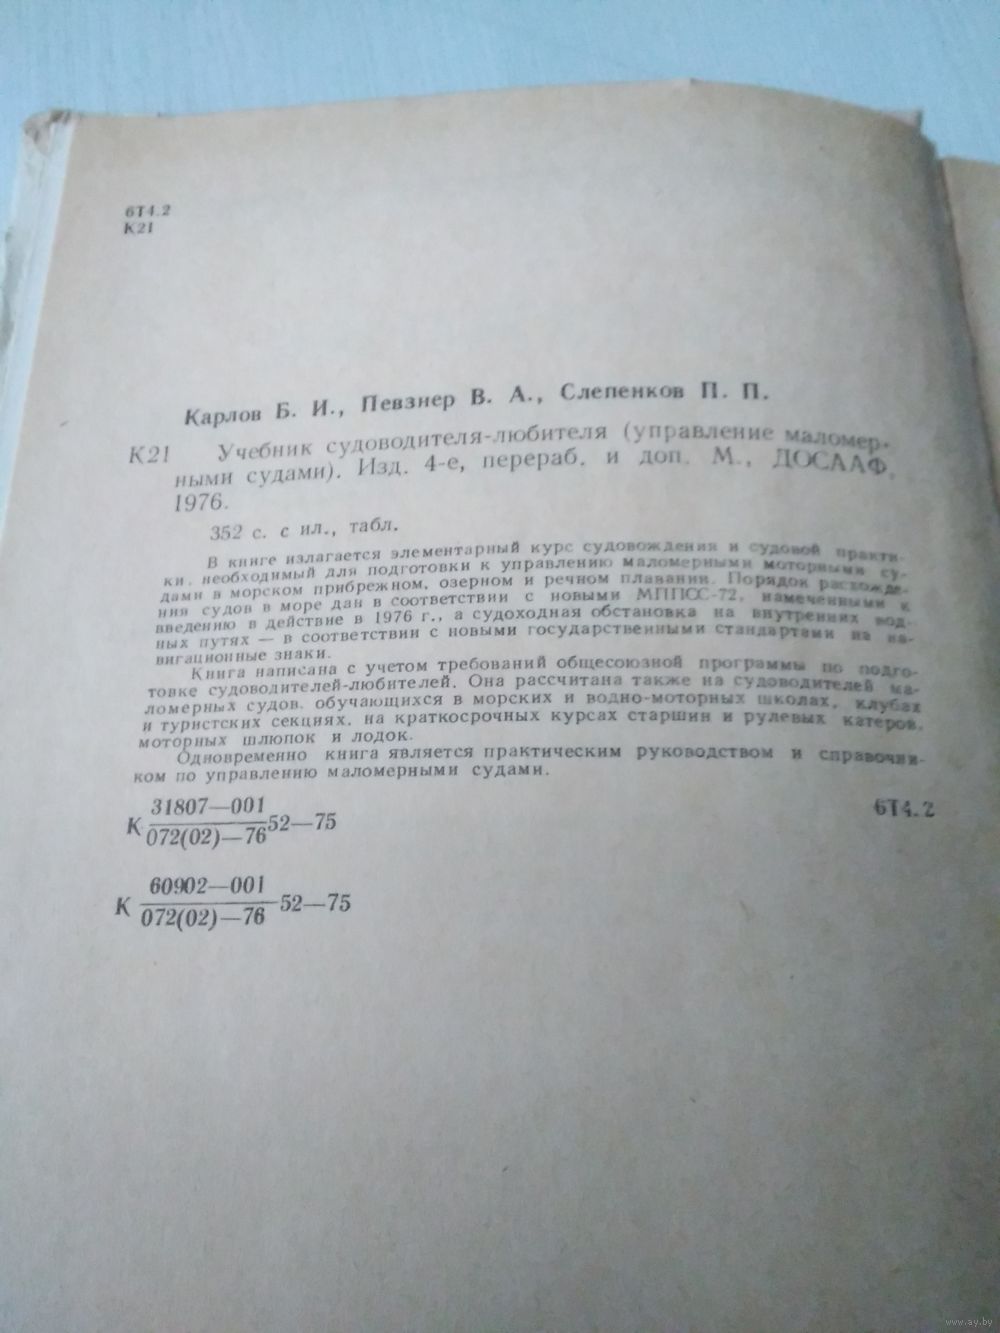 6Т4.2
К21
Карлов Б. И., Певзнер В. А., Слепенков П. П.
К21 Учебник судоводителя-любителя (управление маломер-
ными судами). Изд. 4-е, перераб. и доп. М., ДОСААФ,
1976.
352 с. с ил., табл.
В книге излагается элементарный курс судовождения и судовой практи-
ки, необходимый для подготовки к управлению маломерными моторными су-
дами в морском прибрежном, озерном и речном плавании. Порядок расхожде-
ния судов в море дан в соответствии с новыми МППСС-72, намеченными к
введению в действие в 1976 г., а судоходная обстановка на внутренних вод-
ных путях — в соответствии с новыми государственными стандартами на на-
вигационные знаки.
Книга написана с учетом требований общесоюзной программы по подго-
товке судоводителей-любителей. Она рассчитана также на судоводителей ма-
ломерных судов, обучающихся в морских и водно-моторных школах, клубах
и туристских секциях, на краткосрочных курсах старшин и рулевых катеров,
моторных шлюпок и лодок.
Одновременно книга является практическим руководством и справочни-
ком по управлению маломерными судами.
31807—001
К 072(02)—76 52—75
6Т4.2
60902—001
К 072(02)—76 52—75
www.ay.by